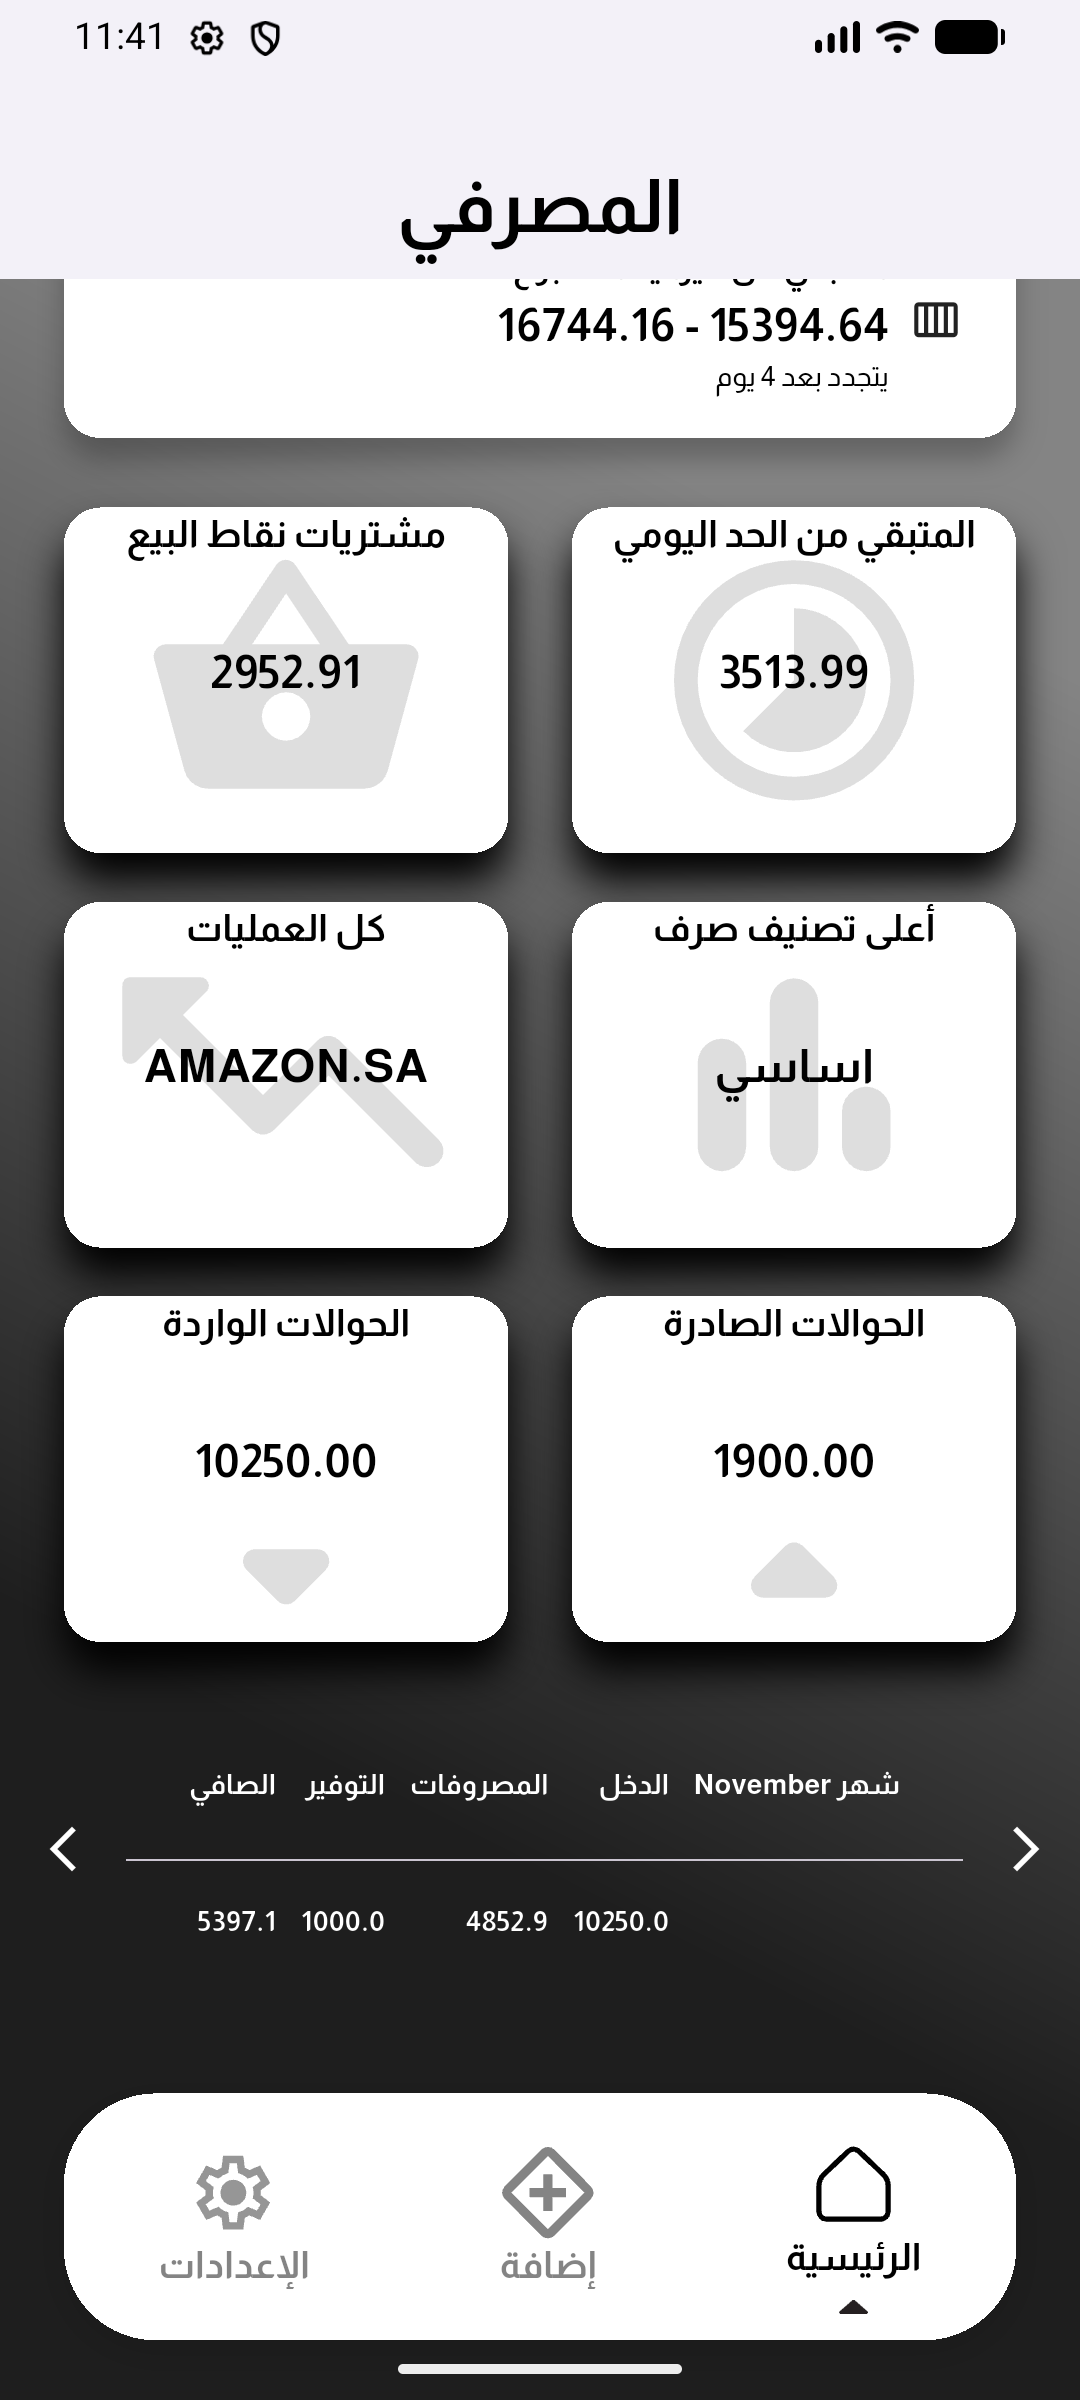 11:41
المصرفي
16744.16 - 15394.64
يتجدد بعد 4 يوم
المتبقي من الحد اليومي
3513.99
مشتريات نقاط البيع
2952.91
أعلى تصنيف صرف
اساسي
كل العمليات
AMAZON.SA
الحوالات الصادرة
1900.00
الحوالات الواردة
10250.00
شهر November الدخل المصروفات التوفير الصافي
10250.0 4852.9 1000.0 5397.1
الرئيسية
إضافة
الإعدادات